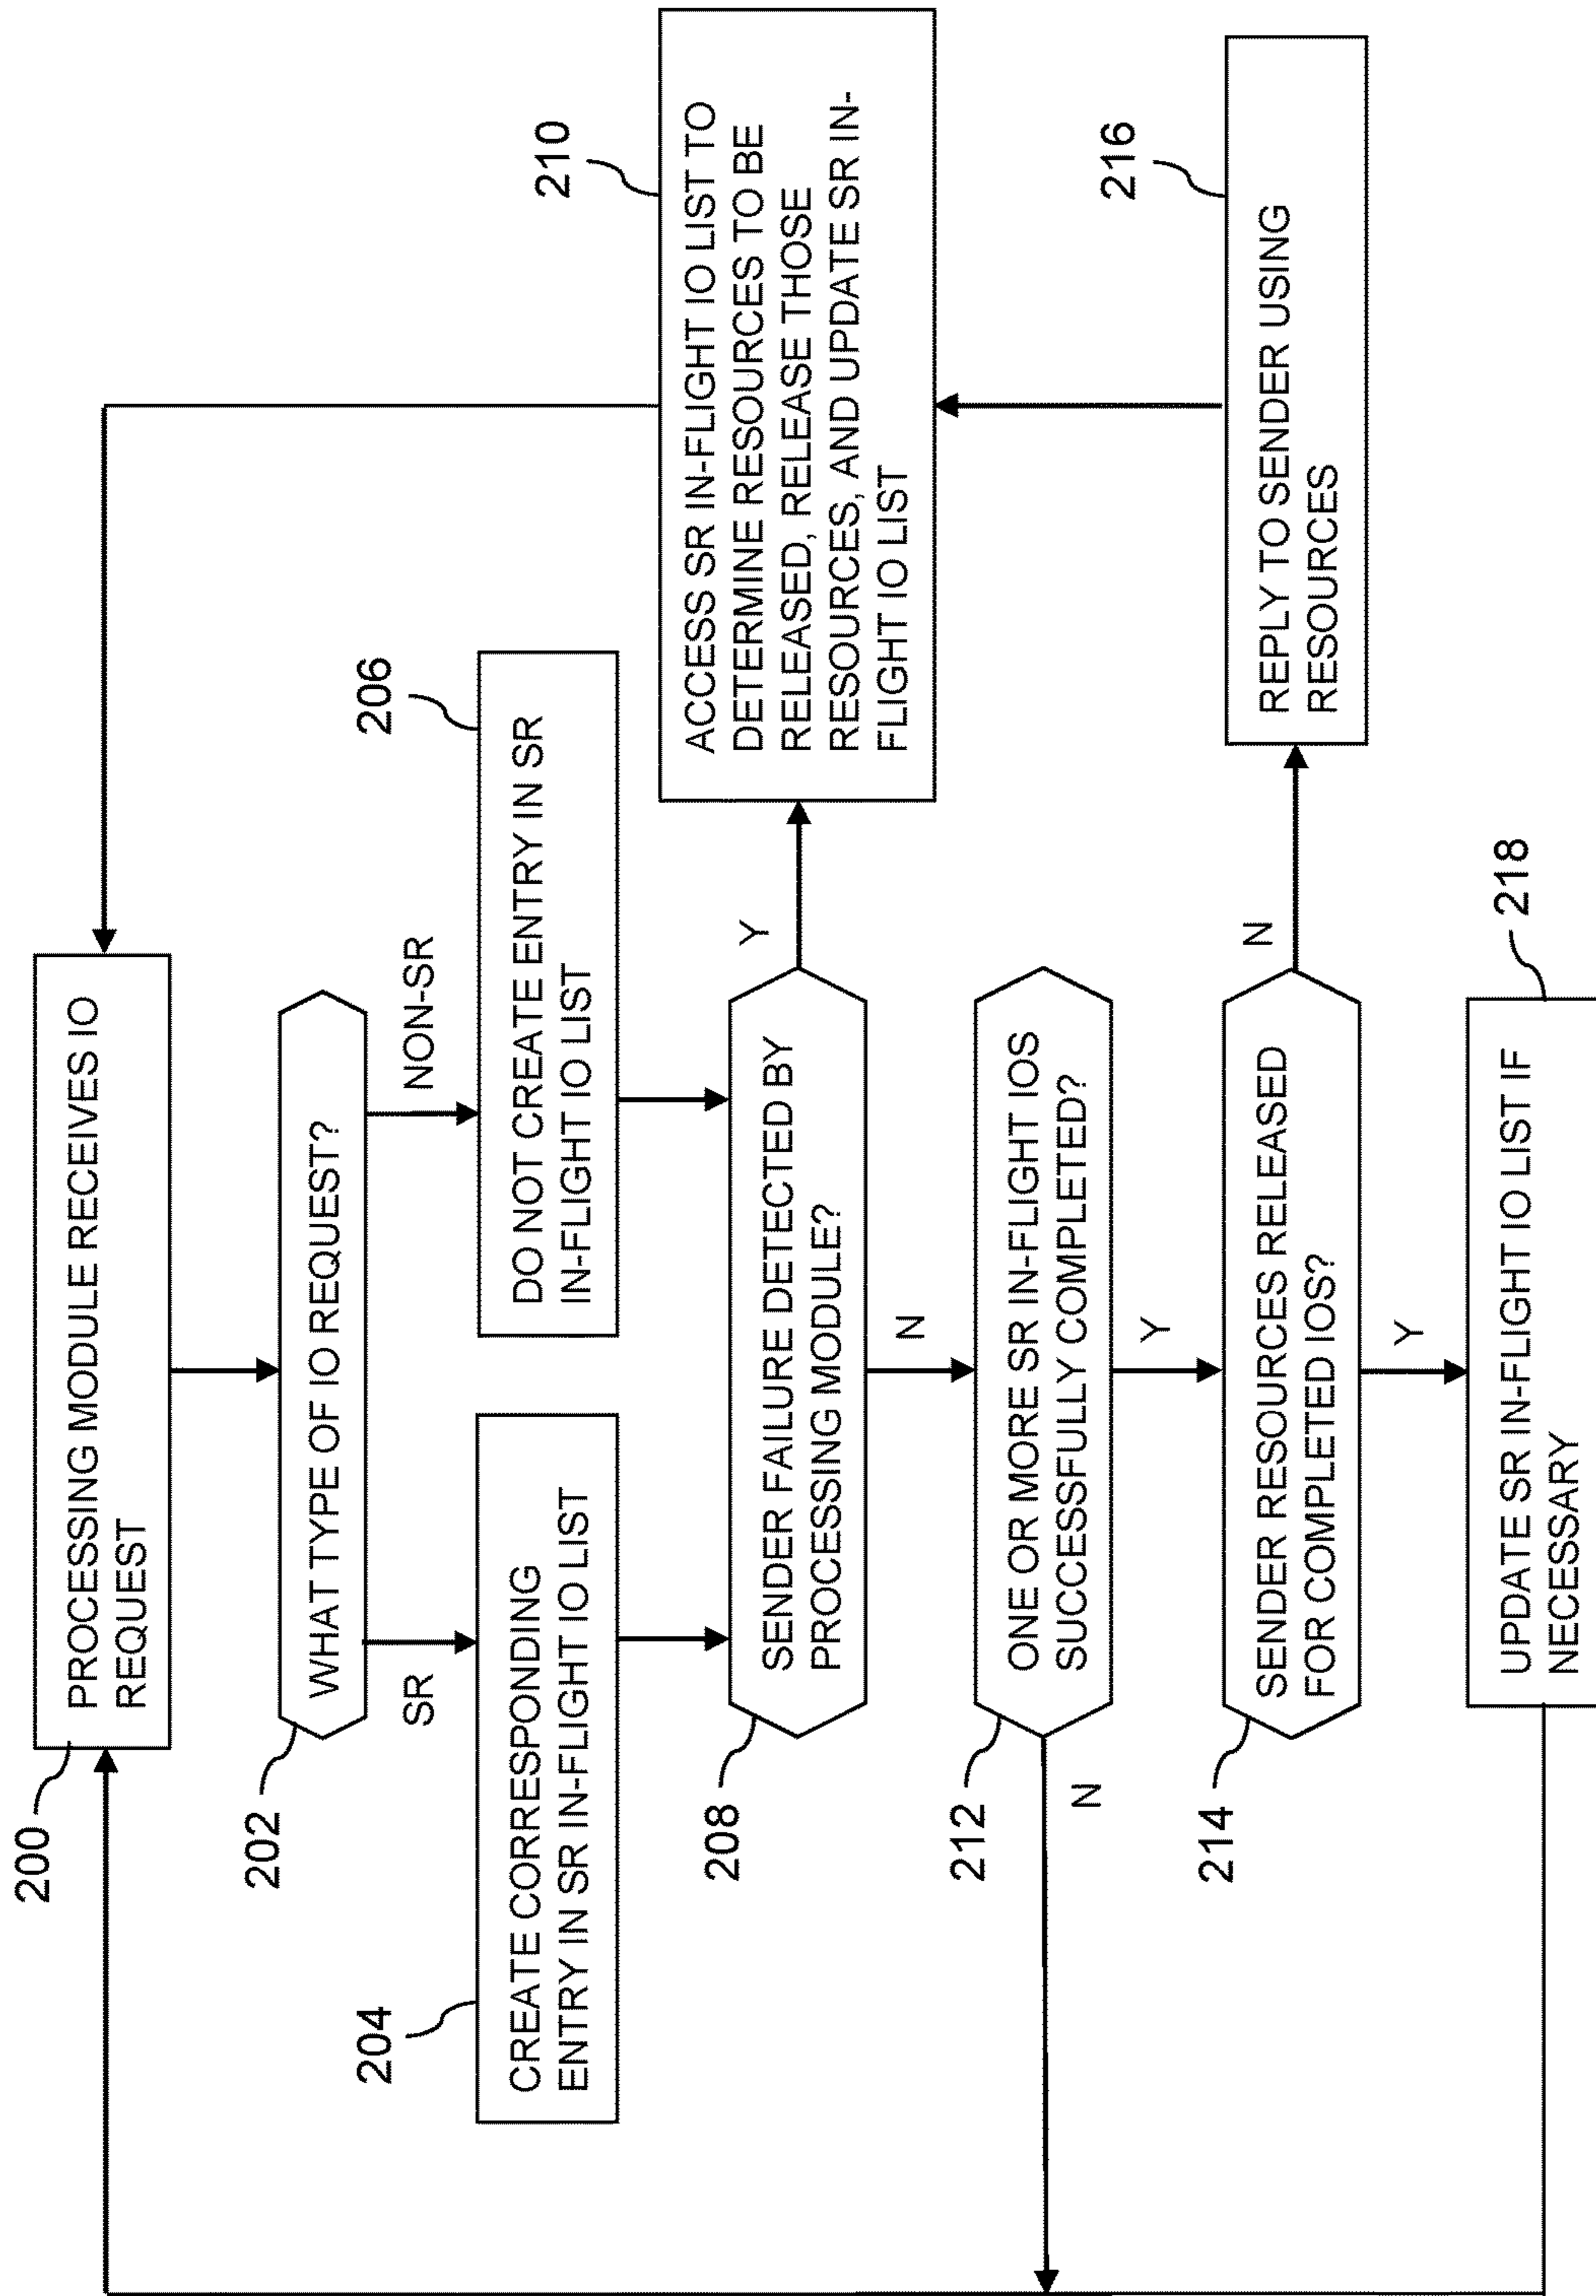 200
PROCESSING MODULE RECEIVES IO
REQUEST
202
WHAT TYPE OF IO REQUEST?
SR
NON-SR
204
CREATE CORRESPONDING
ENTRY IN SR IN-FLIGHT IO LIST
206
DO NOT CREATE ENTRY IN SR
IN-FLIGHT IO LIST
208
SENDER FAILURE DETECTED BY
PROCESSING MODULE?
Y
N
210
ACCESS SR IN-FLIGHT IO LIST TO
DETERMINE RESOURCES TO BE
RELEASED, RELEASE THOSE
RESOURCES, AND UPDATE SR IN-
FLIGHT IO LIST
212
ONE OR MORE SR IN-FLIGHT IOS
SUCCESSFULLY COMPLETED?
N
Y
214
SENDER RESOURCES RELEASED
FOR COMPLETED IOS?
N
Y
216
REPLY TO SENDER USING
RESOURCES
218
UPDATE SR IN-FLIGHT IO LIST IF
NECESSARY